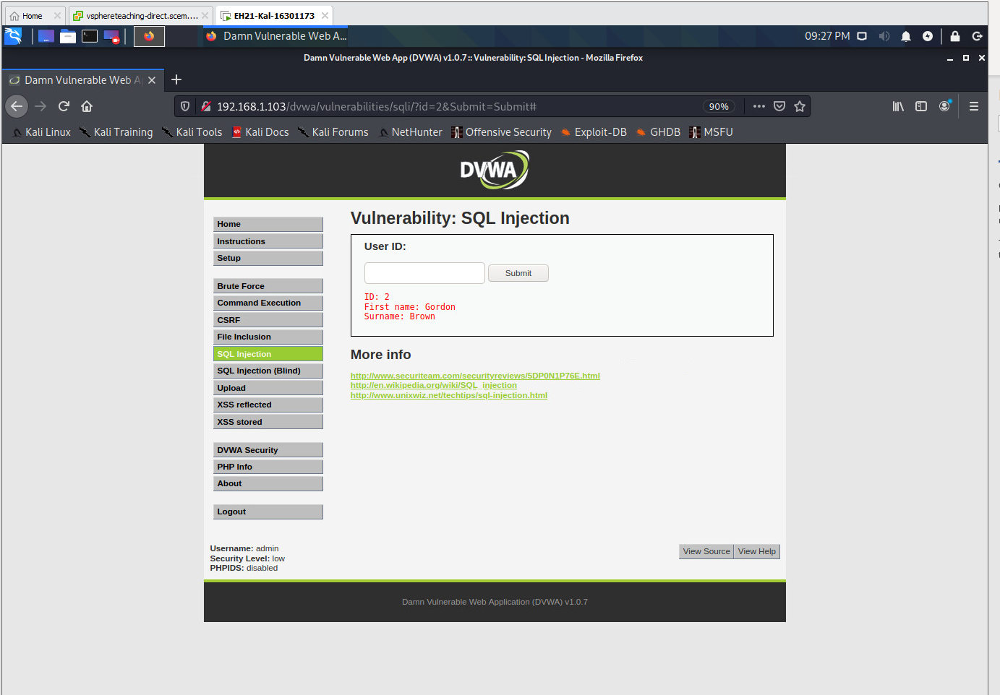 Home
vsphereteaching-direct.scem....
EH21-Kal-16301173
Damn Vulnerable Web A...
09:27 PM
Damn Vulnerable Web App (DVWA) v1.0.7 :: Vulnerability: SQL Injection - Mozilla Firefox
Damn Vulnerable Web A
192.168.1.103/dvwa/vulnerabilities/sqli/?id=2&Submit=Submit#
90%
Kali Linux
Kali Training
Kali Tools
Kali Docs
Kali Forums
NetHunter
Offensive Security
Exploit-DB
GHDB
MSFU
DVWA
Home
Instructions
Setup
Brute Force
Command Execution
CSRF
File Inclusion
SQL Injection
SQL Injection (Blind)
Upload
XSS reflected
XSS stored
DVWA Security
PHP Info
About
Logout
Vulnerability: SQL Injection
User ID:
Submit
ID: 2
First name: Gordon
Surname: Brown
More info
http://www.securiteam.com/securityreviews/5DP0N1P76E.html
http://en.wikipedia.org/wiki/SQL_injection
http://www.unixwiz.net/techtips/sql-injection.html
Username: admin
Security Level: low
PHPIDS: disabled
View Source
View Help
Damn Vulnerable Web Application (DVWA) v1.0.7